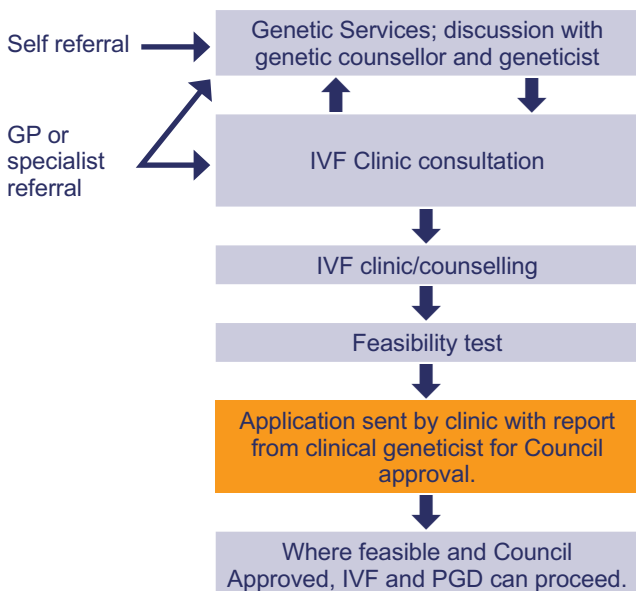 Self referral
Genetic Services; discussion with
genetic counsellor and geneticist
GP or
specialist
referral
IVF Clinic consultation
IVF clinic/counselling
Feasibility test
Application sent by clinic with report
from clinical geneticist for Council
approval.
Where feasible and Council
Approved, IVF and PGD can proceed.